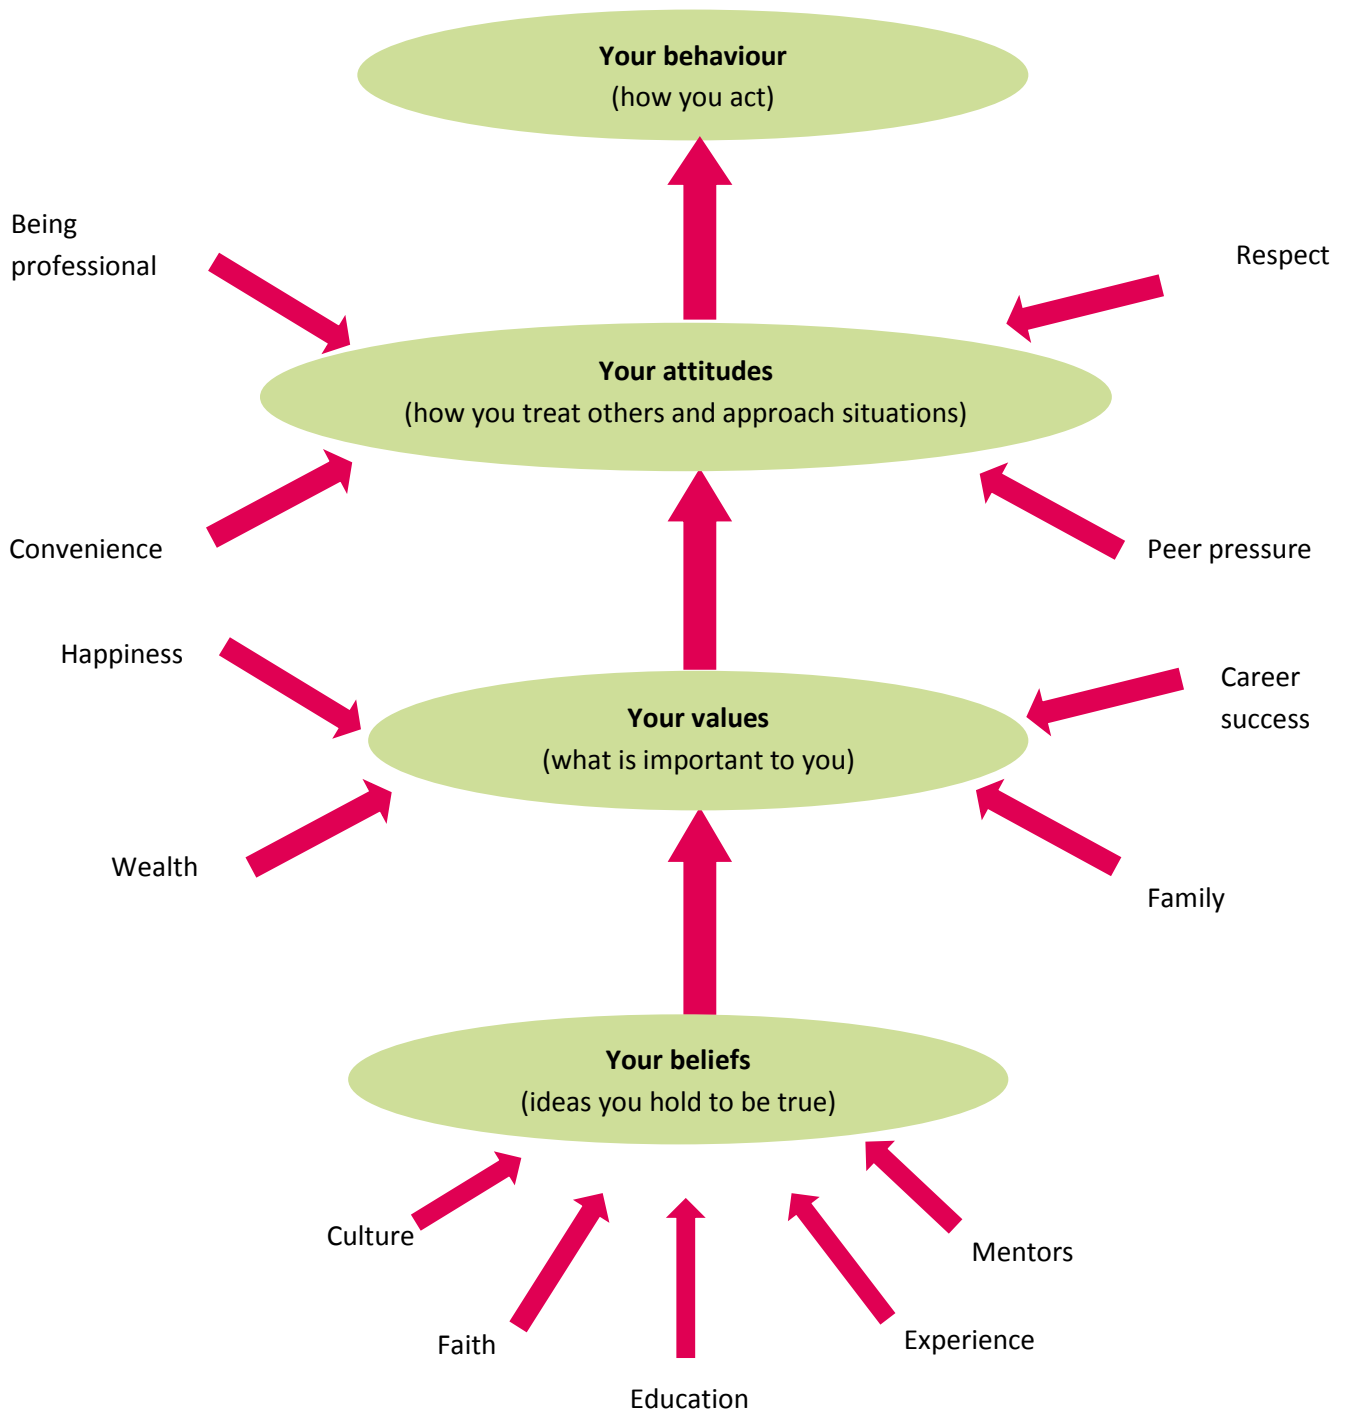 Your behaviour
(how you act)
Being
professional
Respect
Your attitudes
(how you treat others and approach situations)
Convenience
Peer pressure
Happiness
Career
success
Your values
(what is important to you)
Wealth
Family
Your beliefs
(ideas you hold to be true)
Culture
Mentors
Faith
Experience
Education